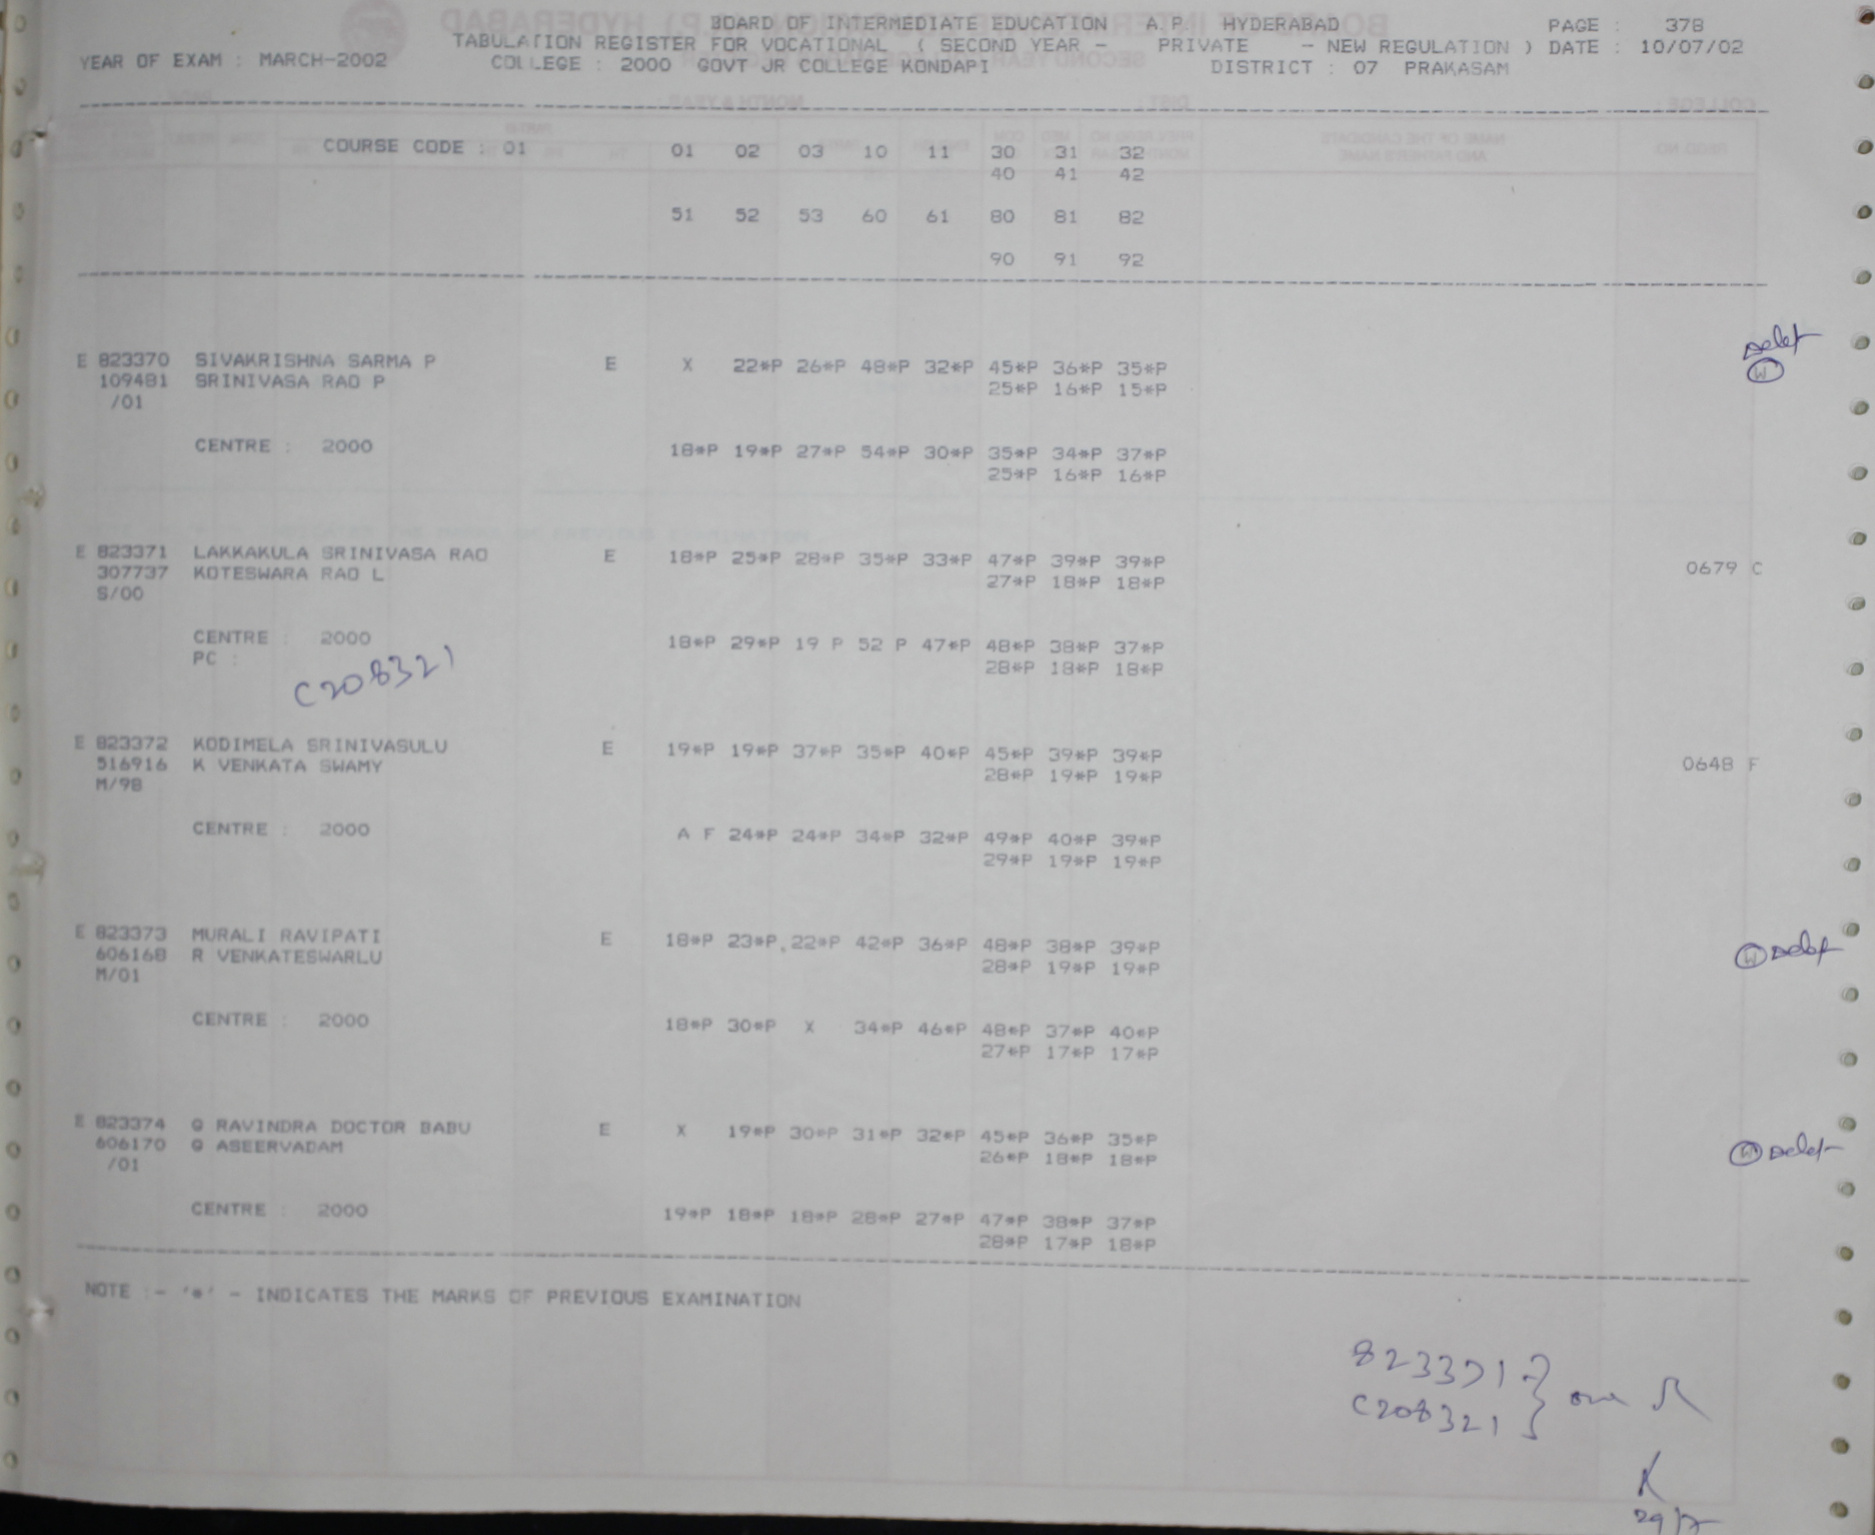 BOARD OF INTERMEDIATE EDUCATION A.P. HYDERABAD PAGE : 378
TABULATION REGISTER FOR VOCATIONAL ( SECOND YEAR - PRIVATE - NEW REGULATION ) DATE : 10/07/02
YEAR OF EXAM : MARCH-2002 COLLEGE : 2000 GOVT JR COLLEGE KONDAPI DISTRICT : 07 PRAKASAM
COURSE CODE : 01 01 02 03 10 11 30 31 32
40 41 42
51 52 53 60 61 80 81 82
90 91 92
Delet
E 823370 SIVAKRISHNA SARMA P E X 22*P 26*P 48*P 32*P 45*P 36*P 35*P W
109481 SRINIVASA RAO P 25*P 16*P 15*P
/01
CENTRE : 2000 18*P 19*P 27*P 54*P 30*P 35*P 34*P 37*P
25*P 16*P 16*P
E 823371 LAKKAKULA SRINIVASA RAO E 18*P 25*P 28*P 35*P 33*P 47*P 39*P 39*P
307737 KOTESWARA RAO L 27*P 18*P 18*P 0679 C
S/00
CENTRE : 2000 18*P 29*P 19 P 52 P 47*P 48*P 38*P 37*P
PC : 28*P 18*P 18*P
C208321
E 823372 KODIMELA SRINIVASULU E 19*P 19*P 37*P 35*P 40*P 45*P 39*P 39*P
516916 K VENKATA SWAMY 28*P 19*P 19*P 0648 F
M/98
CENTRE : 2000 A F 24*P 24*P 34*P 32*P 49*P 40*P 39*P
29*P 19*P 19*P
E 823373 MURALI RAVIPATI E 18*P 23*P 22*P 42*P 36*P 48*P 38*P 39*P W Delet
606168 R VENKATESWARLU 28*P 19*P 19*P
M/01
CENTRE : 2000 18*P 30*P X 34*P 46*P 48*P 37*P 40*P
27*P 17*P 17*P
E 823374 G RAVINDRA DOCTOR BABU E X 19*P 30*P 31*P 32*P 45*P 36*P 35*P W Delet
606170 G ASEERVADAM 26*P 18*P 18*P
/01
CENTRE : 2000 19*P 18*P 18*P 28*P 27*P 47*P 38*P 37*P
28*P 17*P 18*P
NOTE :- '*' - INDICATES THE MARKS OF PREVIOUS EXAMINATION
823371
C208321
29/7